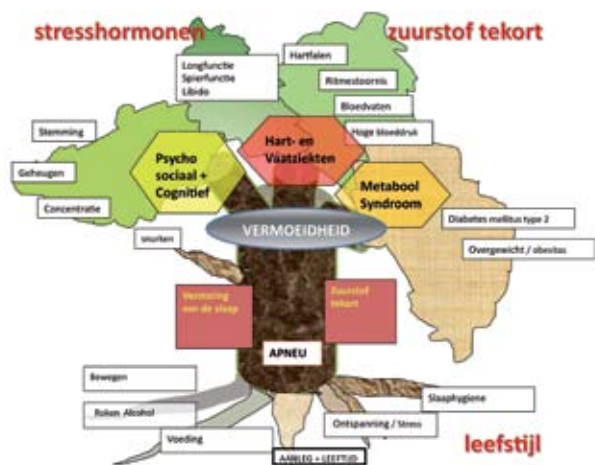 stresshormonen
zuurstof tekort
Longfunctie
Spierfunctie
Libido
Hartfalen
Ritmestoornis
Bloedvaten
Hoge bloeddruk
Stemming
Geheugen
Concentratie
Psycho
sociaal +
Cognitief
Hart- en
Vaatziekten
Metabool
Syndroom
Diabetes mellitus type 2
Overgewicht / obesitas
VERMOEIDHEID
snurken
Verstoring
van de slaap
Zuurstof
tekort
APNEU
Bewegen
Roken Alcohol
Voeding
AANLEG + LEEFTIJD
Ontspanning / Stress
Slaaphygiene
leefstijl